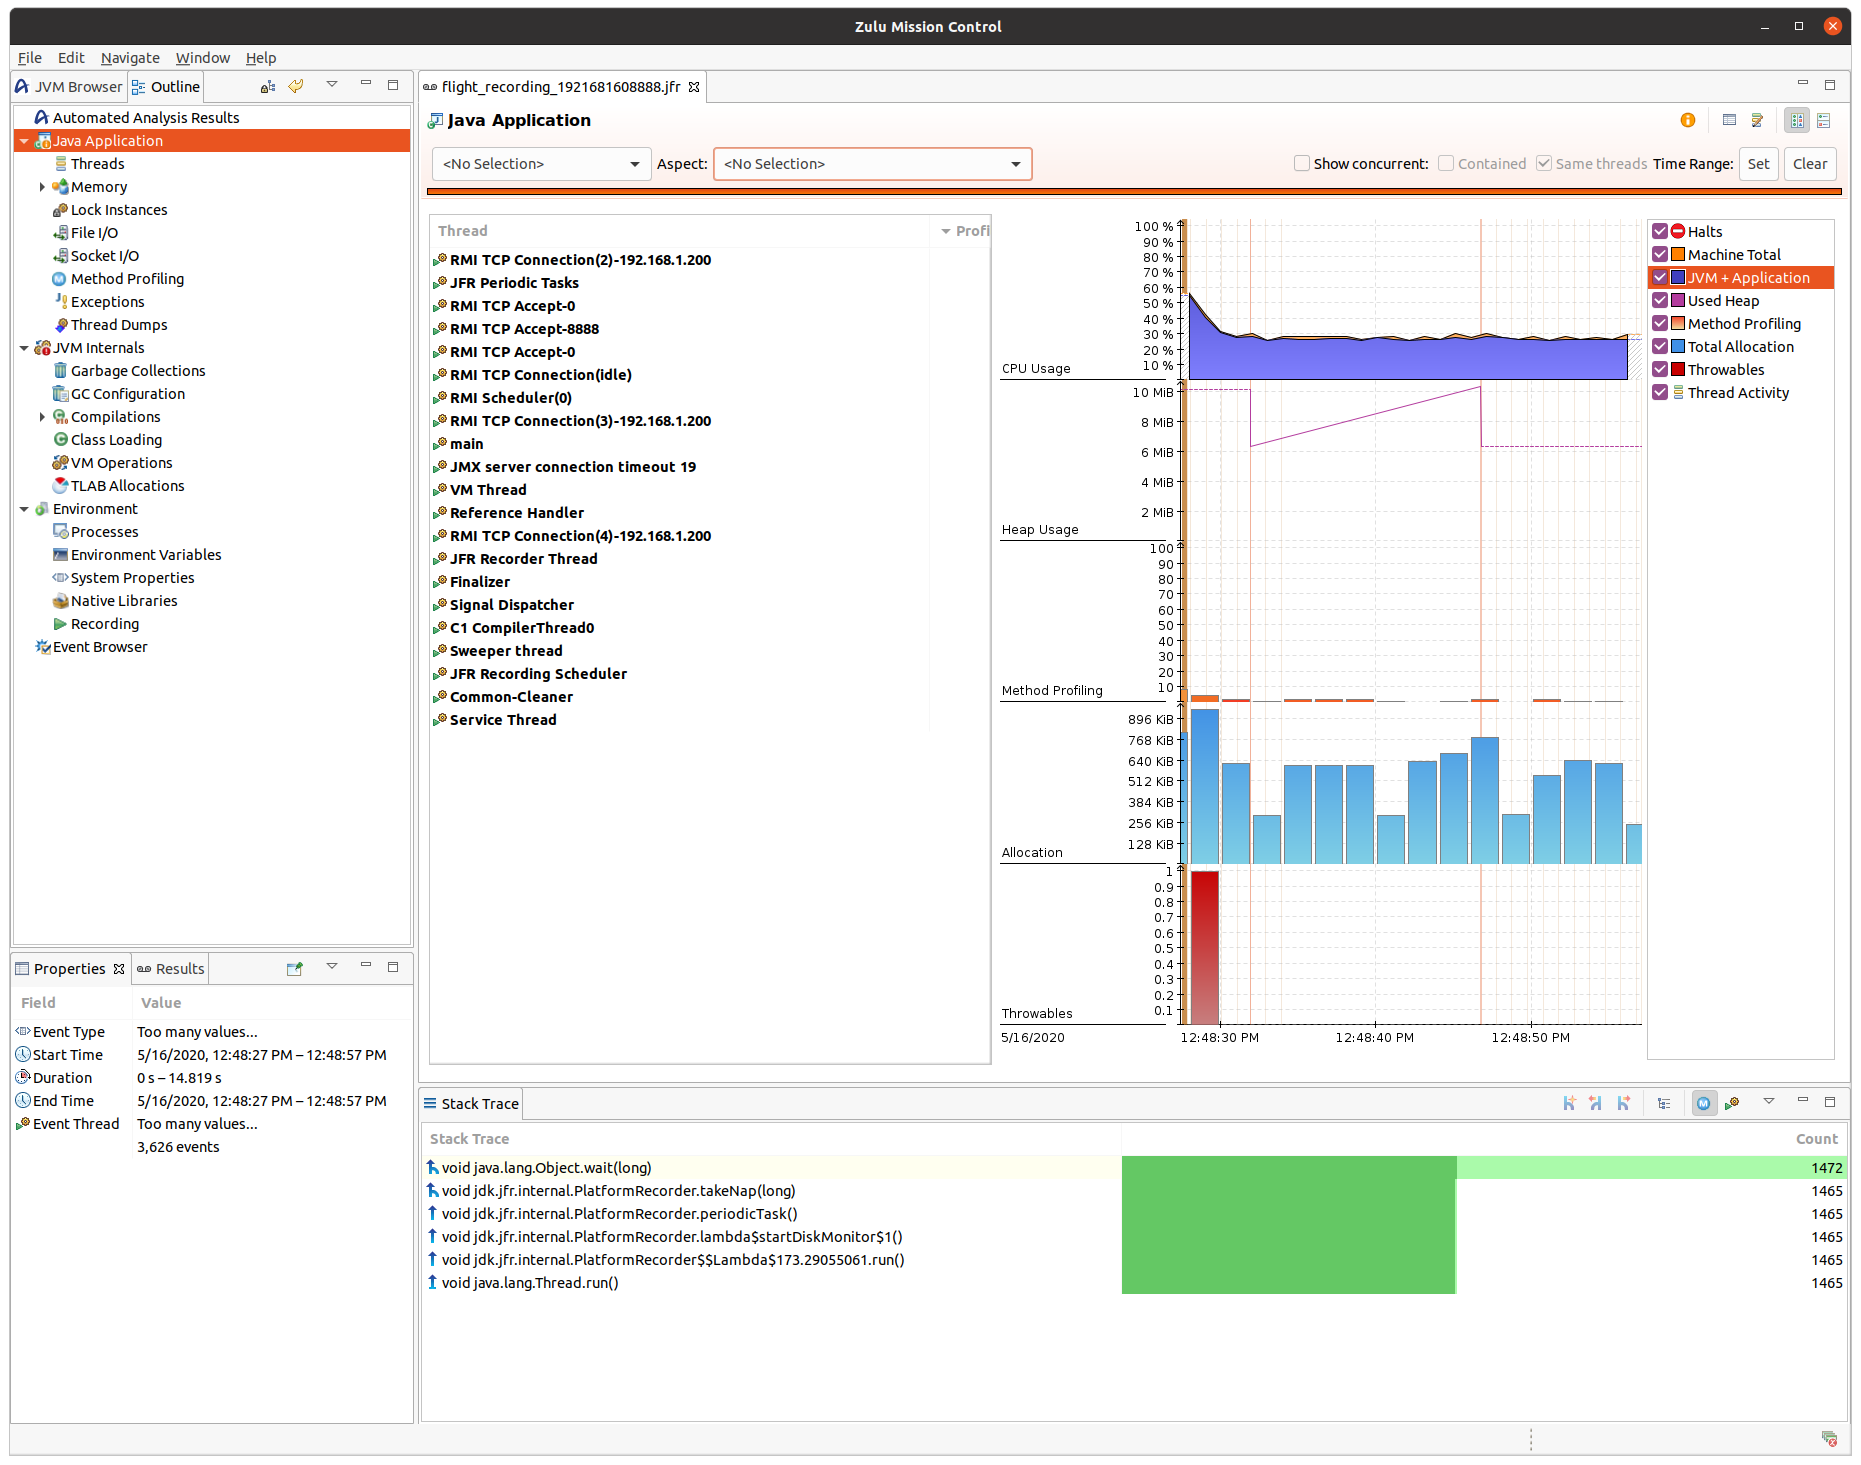 Zulu Mission Control
File Edit Navigate Window Help
JVM Browser Outline
Automated Analysis Results
Java Application
Threads
Memory
Lock Instances
File I/O
Socket I/O
Method Profiling
Exceptions
Thread Dumps
JVM Internals
Garbage Collections
GC Configuration
Compilations
Class Loading
VM Operations
TLAB Allocations
Environment
Processes
Environment Variables
System Properties
Native Libraries
Recording
Event Browser
Properties Results
Field Value
Event Type Too many values...
Start Time 5/16/2020, 12:48:27 PM – 12:48:57 PM
Duration 0 s – 14.819 s
End Time 5/16/2020, 12:48:27 PM – 12:48:57 PM
Event Thread Too many values...
3,626 events
flight_recording_1921681608888.jfr
Java Application
<No Selection> Aspect: <No Selection> Show concurrent: Contained Same threads Time Range: Set Clear
Thread Profi
RMI TCP Connection(2)-192.168.1.200
JFR Periodic Tasks
RMI TCP Accept-0
RMI TCP Accept-8888
RMI TCP Accept-0
RMI TCP Connection(idle)
RMI Scheduler(0)
RMI TCP Connection(3)-192.168.1.200
main
JMX server connection timeout 19
VM Thread
Reference Handler
RMI TCP Connection(4)-192.168.1.200
JFR Recorder Thread
Finalizer
Signal Dispatcher
C1 CompilerThread0
Sweeper thread
JFR Recording Scheduler
Common-Cleaner
Service Thread
100 %
90 %
80 %
70 %
60 %
50 %
40 %
30 %
20 %
10 %
CPU Usage
10 MiB
8 MiB
6 MiB
4 MiB
2 MiB
Heap Usage
100
90
80
70
60
50
40
30
20
10
Method Profiling
896 KiB
768 KiB
640 KiB
512 KiB
384 KiB
256 KiB
128 KiB
Allocation
1
0.9
0.8
0.7
0.6
0.5
0.4
0.3
0.2
0.1
Throwables
5/16/2020 12:48:30 PM 12:48:40 PM 12:48:50 PM
Halts
Machine Total
JVM + Application
Used Heap
Method Profiling
Total Allocation
Throwables
Thread Activity
Stack Trace
Stack Trace Count
void java.lang.Object.wait(long) 1472
void jdk.jfr.internal.PlatformRecorder.takeNap(long) 1465
void jdk.jfr.internal.PlatformRecorder.periodicTask() 1465
void jdk.jfr.internal.PlatformRecorder.lambda$startDiskMonitor$1() 1465
void jdk.jfr.internal.PlatformRecorder$$Lambda$173.29055061.run() 1465
void java.lang.Thread.run() 1465